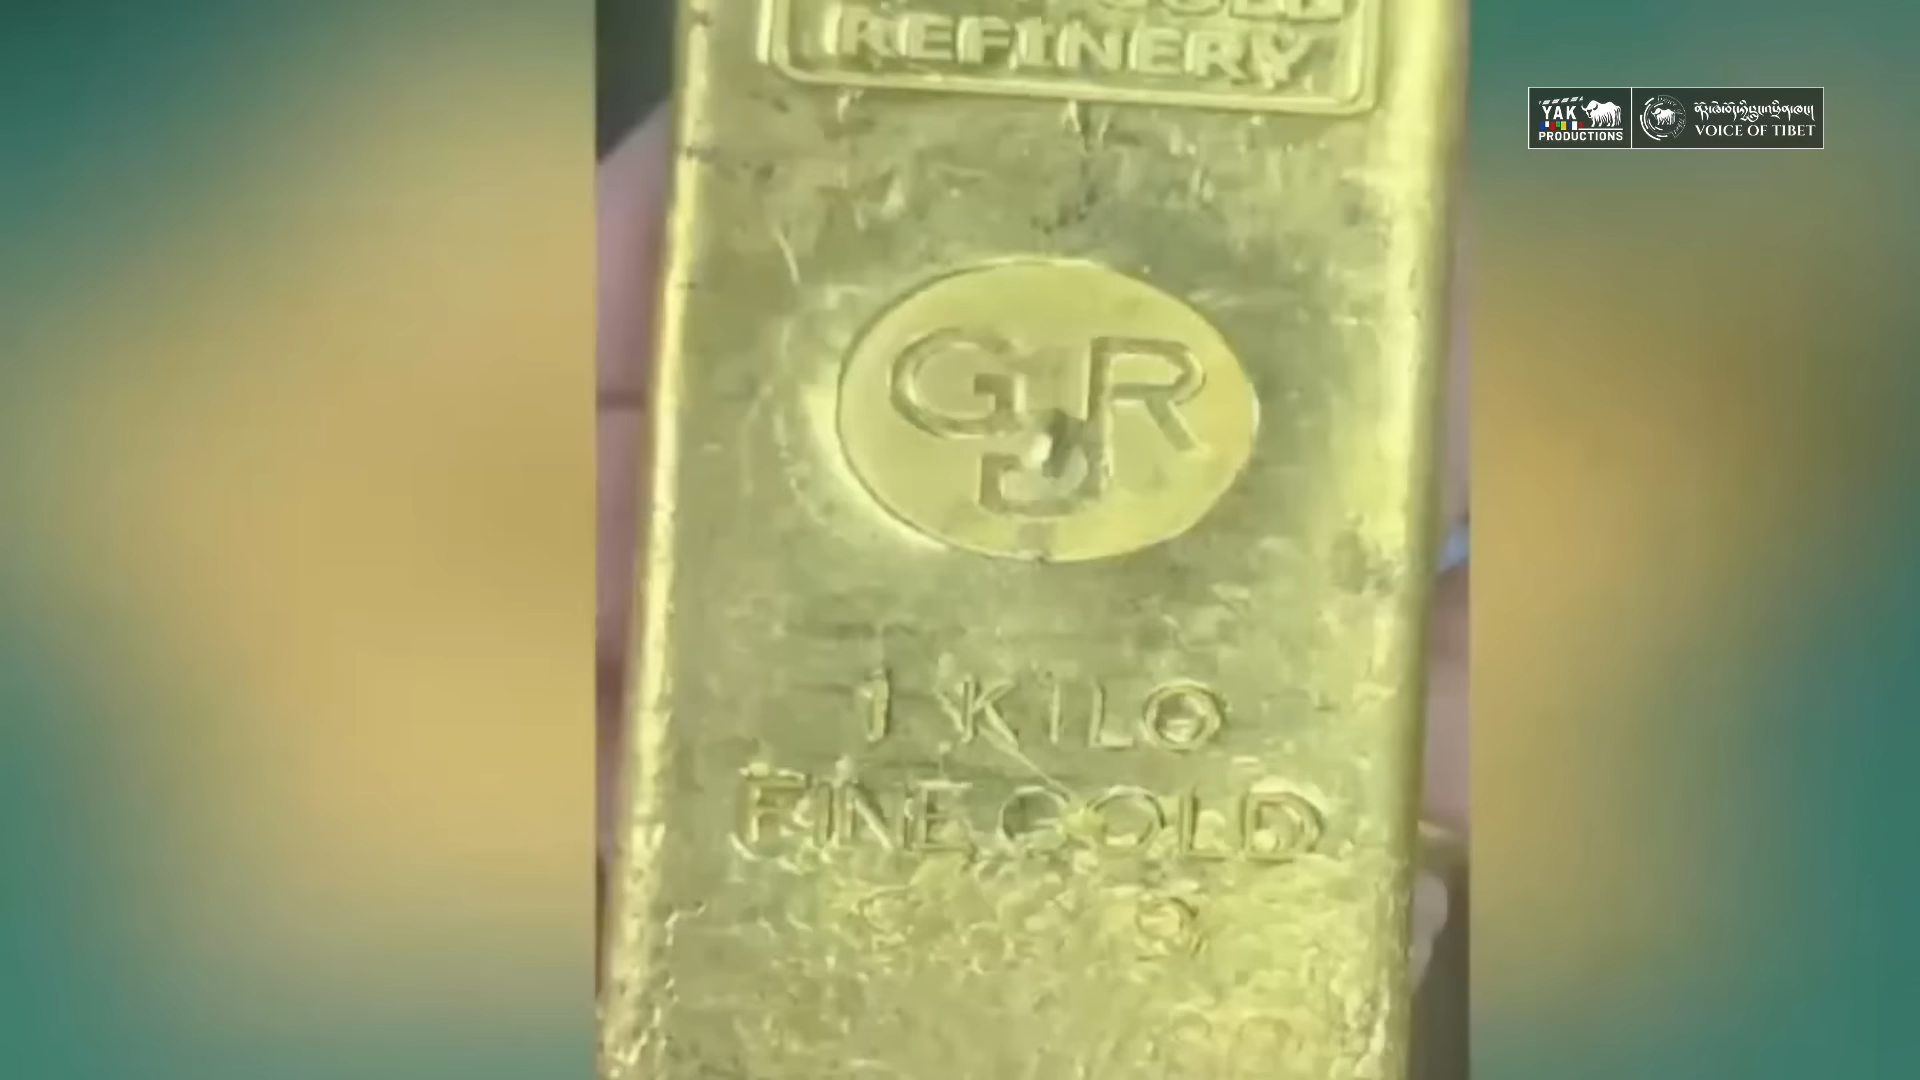 REFINERY
YAK
PRODUCTIONS
VOICE OF TIBET
GJR
1 KILO
FINE GOLD